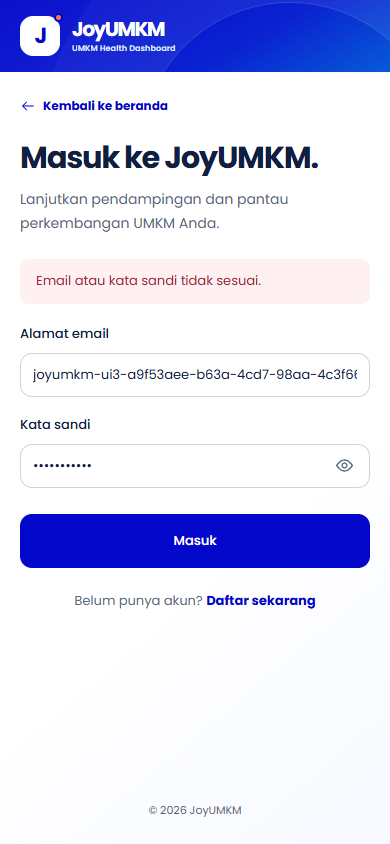 J
JoyUMKM
UMKM Health Dashboard
← Kembali ke beranda
Masuk ke JoyUMKM.
Lanjutkan pendampingan dan pantau
perkembangan UMKM Anda.
Email atau kata sandi tidak sesuai.
Alamat email
joyumkm-ui3-a9f53aee-b63a-4cd7-98aa-4c3f66
Kata sandi
•••••••••••
Masuk
Belum punya akun? Daftar sekarang
© 2026 JoyUMKM